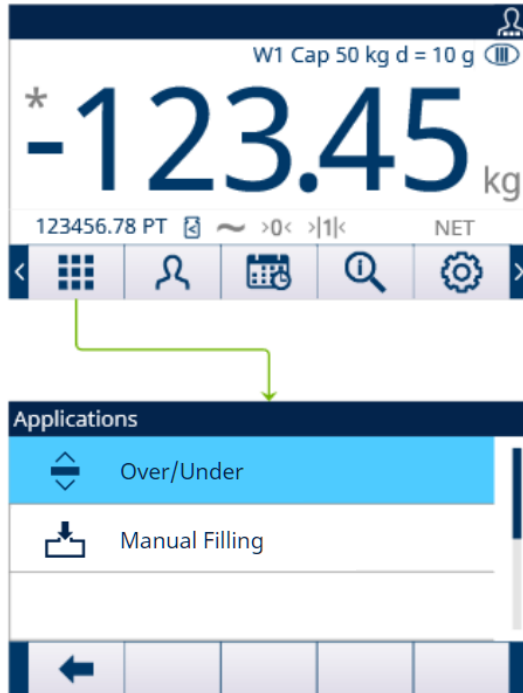 W1 Cap 50 kg d = 10 g
*
-123.45 kg
123456.78 PT >0< >|1|< NET
Applications
Over/Under
Manual Filling